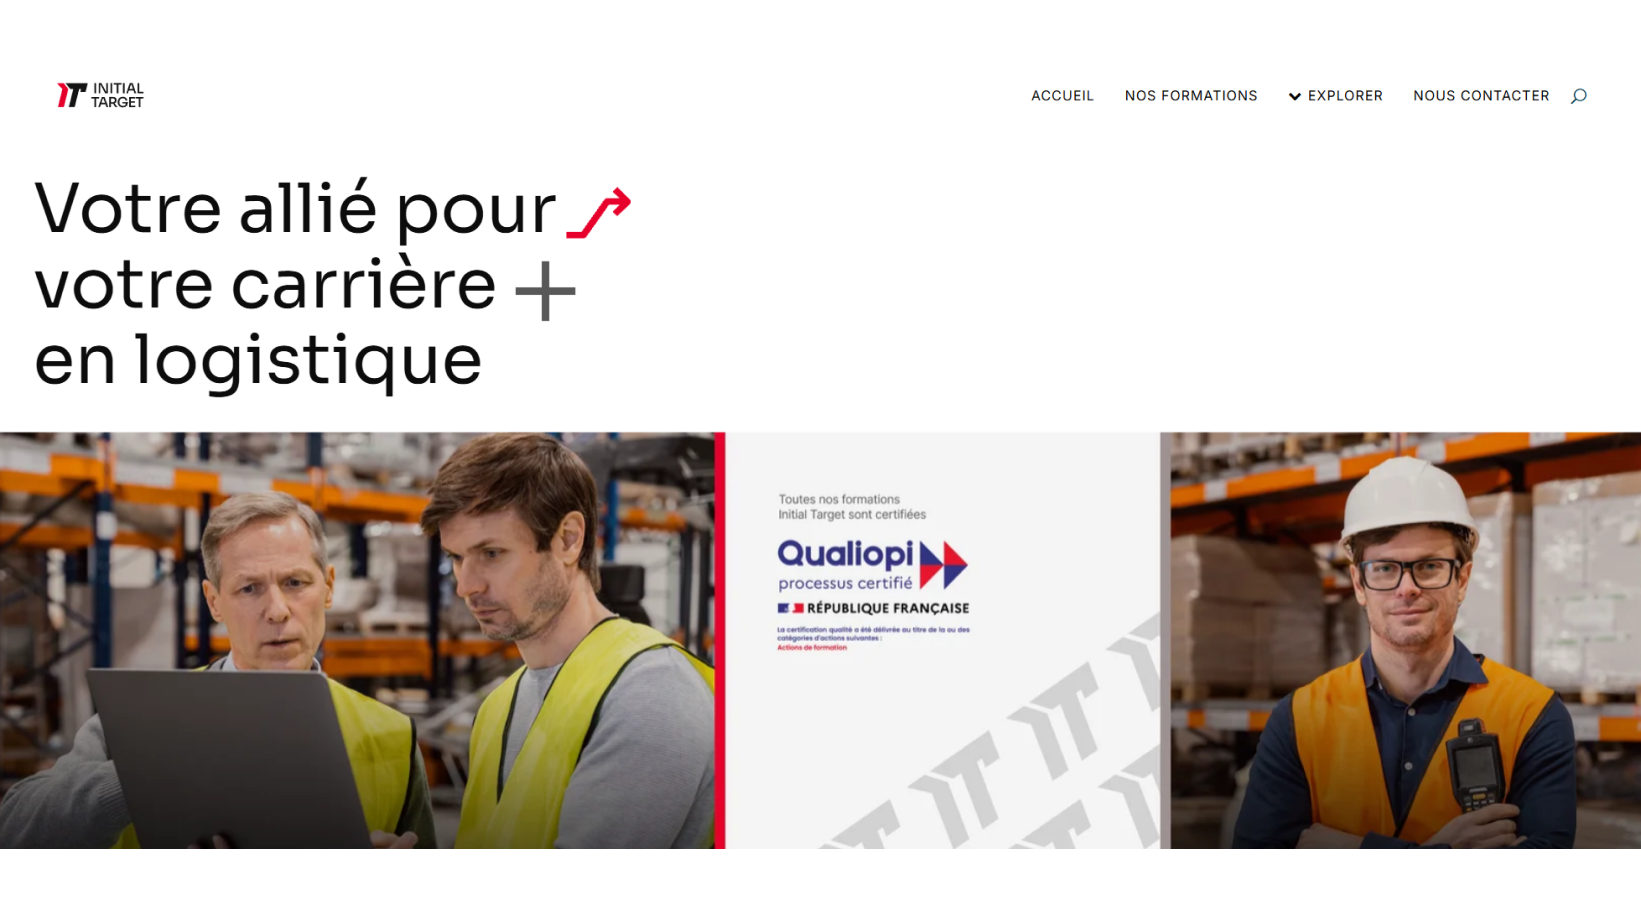 INITIAL
TARGET
ACCUEIL
NOS FORMATIONS
EXPLORER
NOUS CONTACTER
Votre allié pour
votre carrière
en logistique
Toutes nos formations
Initial Target sont certifiées
Qualiopi
processus certifié
RÉPUBLIQUE FRANÇAISE
La certification qualité a été délivrée au titre de la ou des
catégories d'actions suivantes :
Actions de formation